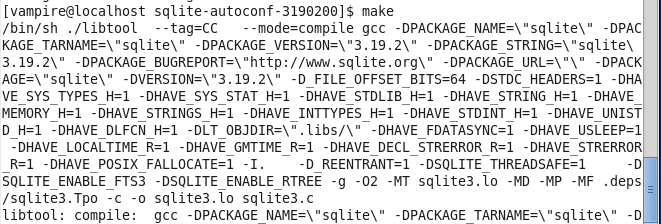 [vampire@localhost sqlite-autoconf-3190200]$ make
/bin/sh ./libtool  --tag=CC   --mode=compile gcc -DPACKAGE_NAME=\"sqlite\" -DPAC
KAGE_TARNAME=\"sqlite\" -DPACKAGE_VERSION=\"3.19.2\" -DPACKAGE_STRING=\"sqlite\ 
3.19.2\" -DPACKAGE_BUGREPORT=\"http://www.sqlite.org\" -DPACKAGE_URL=\"\" -DPACK
AGE=\"sqlite\" -DVERSION=\"3.19.2\" -D_FILE_OFFSET_BITS=64 -DSTDC_HEADERS=1 -DHA
VE_SYS_TYPES_H=1 -DHAVE_SYS_STAT_H=1 -DHAVE_STDLIB_H=1 -DHAVE_STRING_H=1 -DHAVE_
MEMORY_H=1 -DHAVE_STRINGS_H=1 -DHAVE_INTTYPES_H=1 -DHAVE_STDINT_H=1 -DHAVE_UNIST
D_H=1 -DHAVE_DLFCN_H=1 -DLT_OBJDIR=\".libs/\" -DHAVE_FDATASYNC=1 -DHAVE_USLEEP=1
 -DHAVE_LOCALTIME_R=1 -DHAVE_GMTIME_R=1 -DHAVE_DECL_STRERROR_R=1 -DHAVE_STRERROR
_R=1 -DHAVE_POSIX_FALLOCATE=1 -I.    -D_REENTRANT=1 -DSQLITE_THREADSAFE=1     -D
SQLITE_ENABLE_FTS3 -DSQLITE_ENABLE_RTREE -g -O2 -MT sqlite3.lo -MD -MP -MF .deps
/sqlite3.Tpo -c -o sqlite3.lo sqlite3.c
libtool: compile:  gcc -DPACKAGE_NAME=\"sqlite\" -DPACKAGE_TARNAME=\"sqlite\" -D